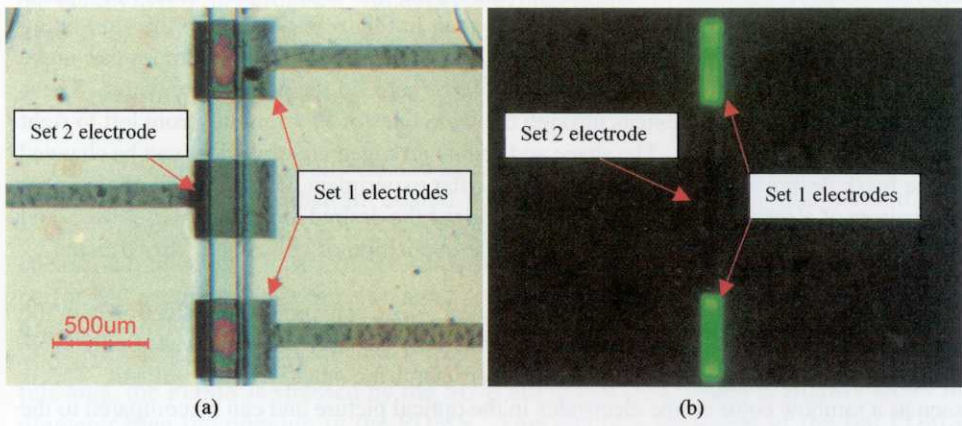 Set 2 electrode
Set 1 electrodes
500um
(a)
Set 2 electrode
Set 1 electrodes
(b)